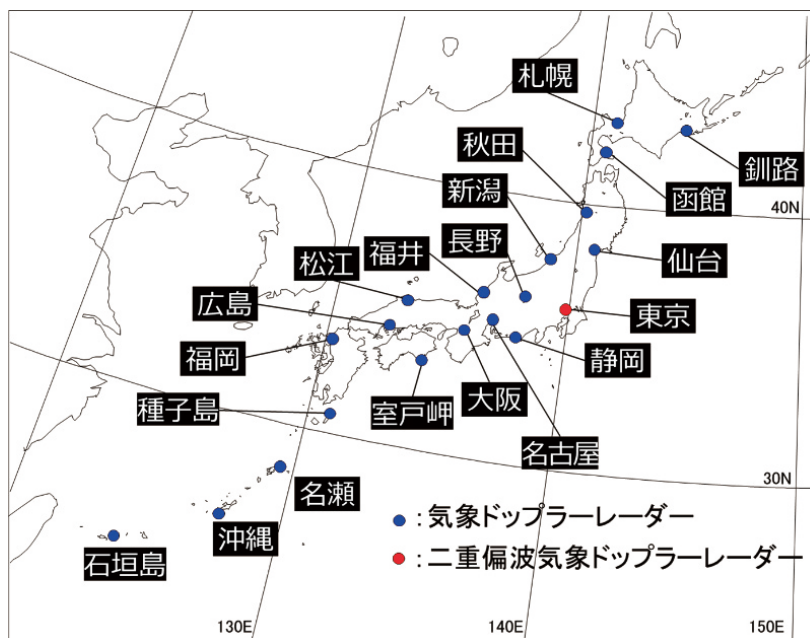 札幌
秋田
釧路
新潟
函館
40N
長野
福井
仙台
松江
広島
東京
福岡
静岡
種子島
室戸岬
大阪
名古屋
30N
名瀬
沖縄
石垣島
●：気象ドップラーレーダー
●：二重偏波気象ドップラーレーダー
130E
140E
150E